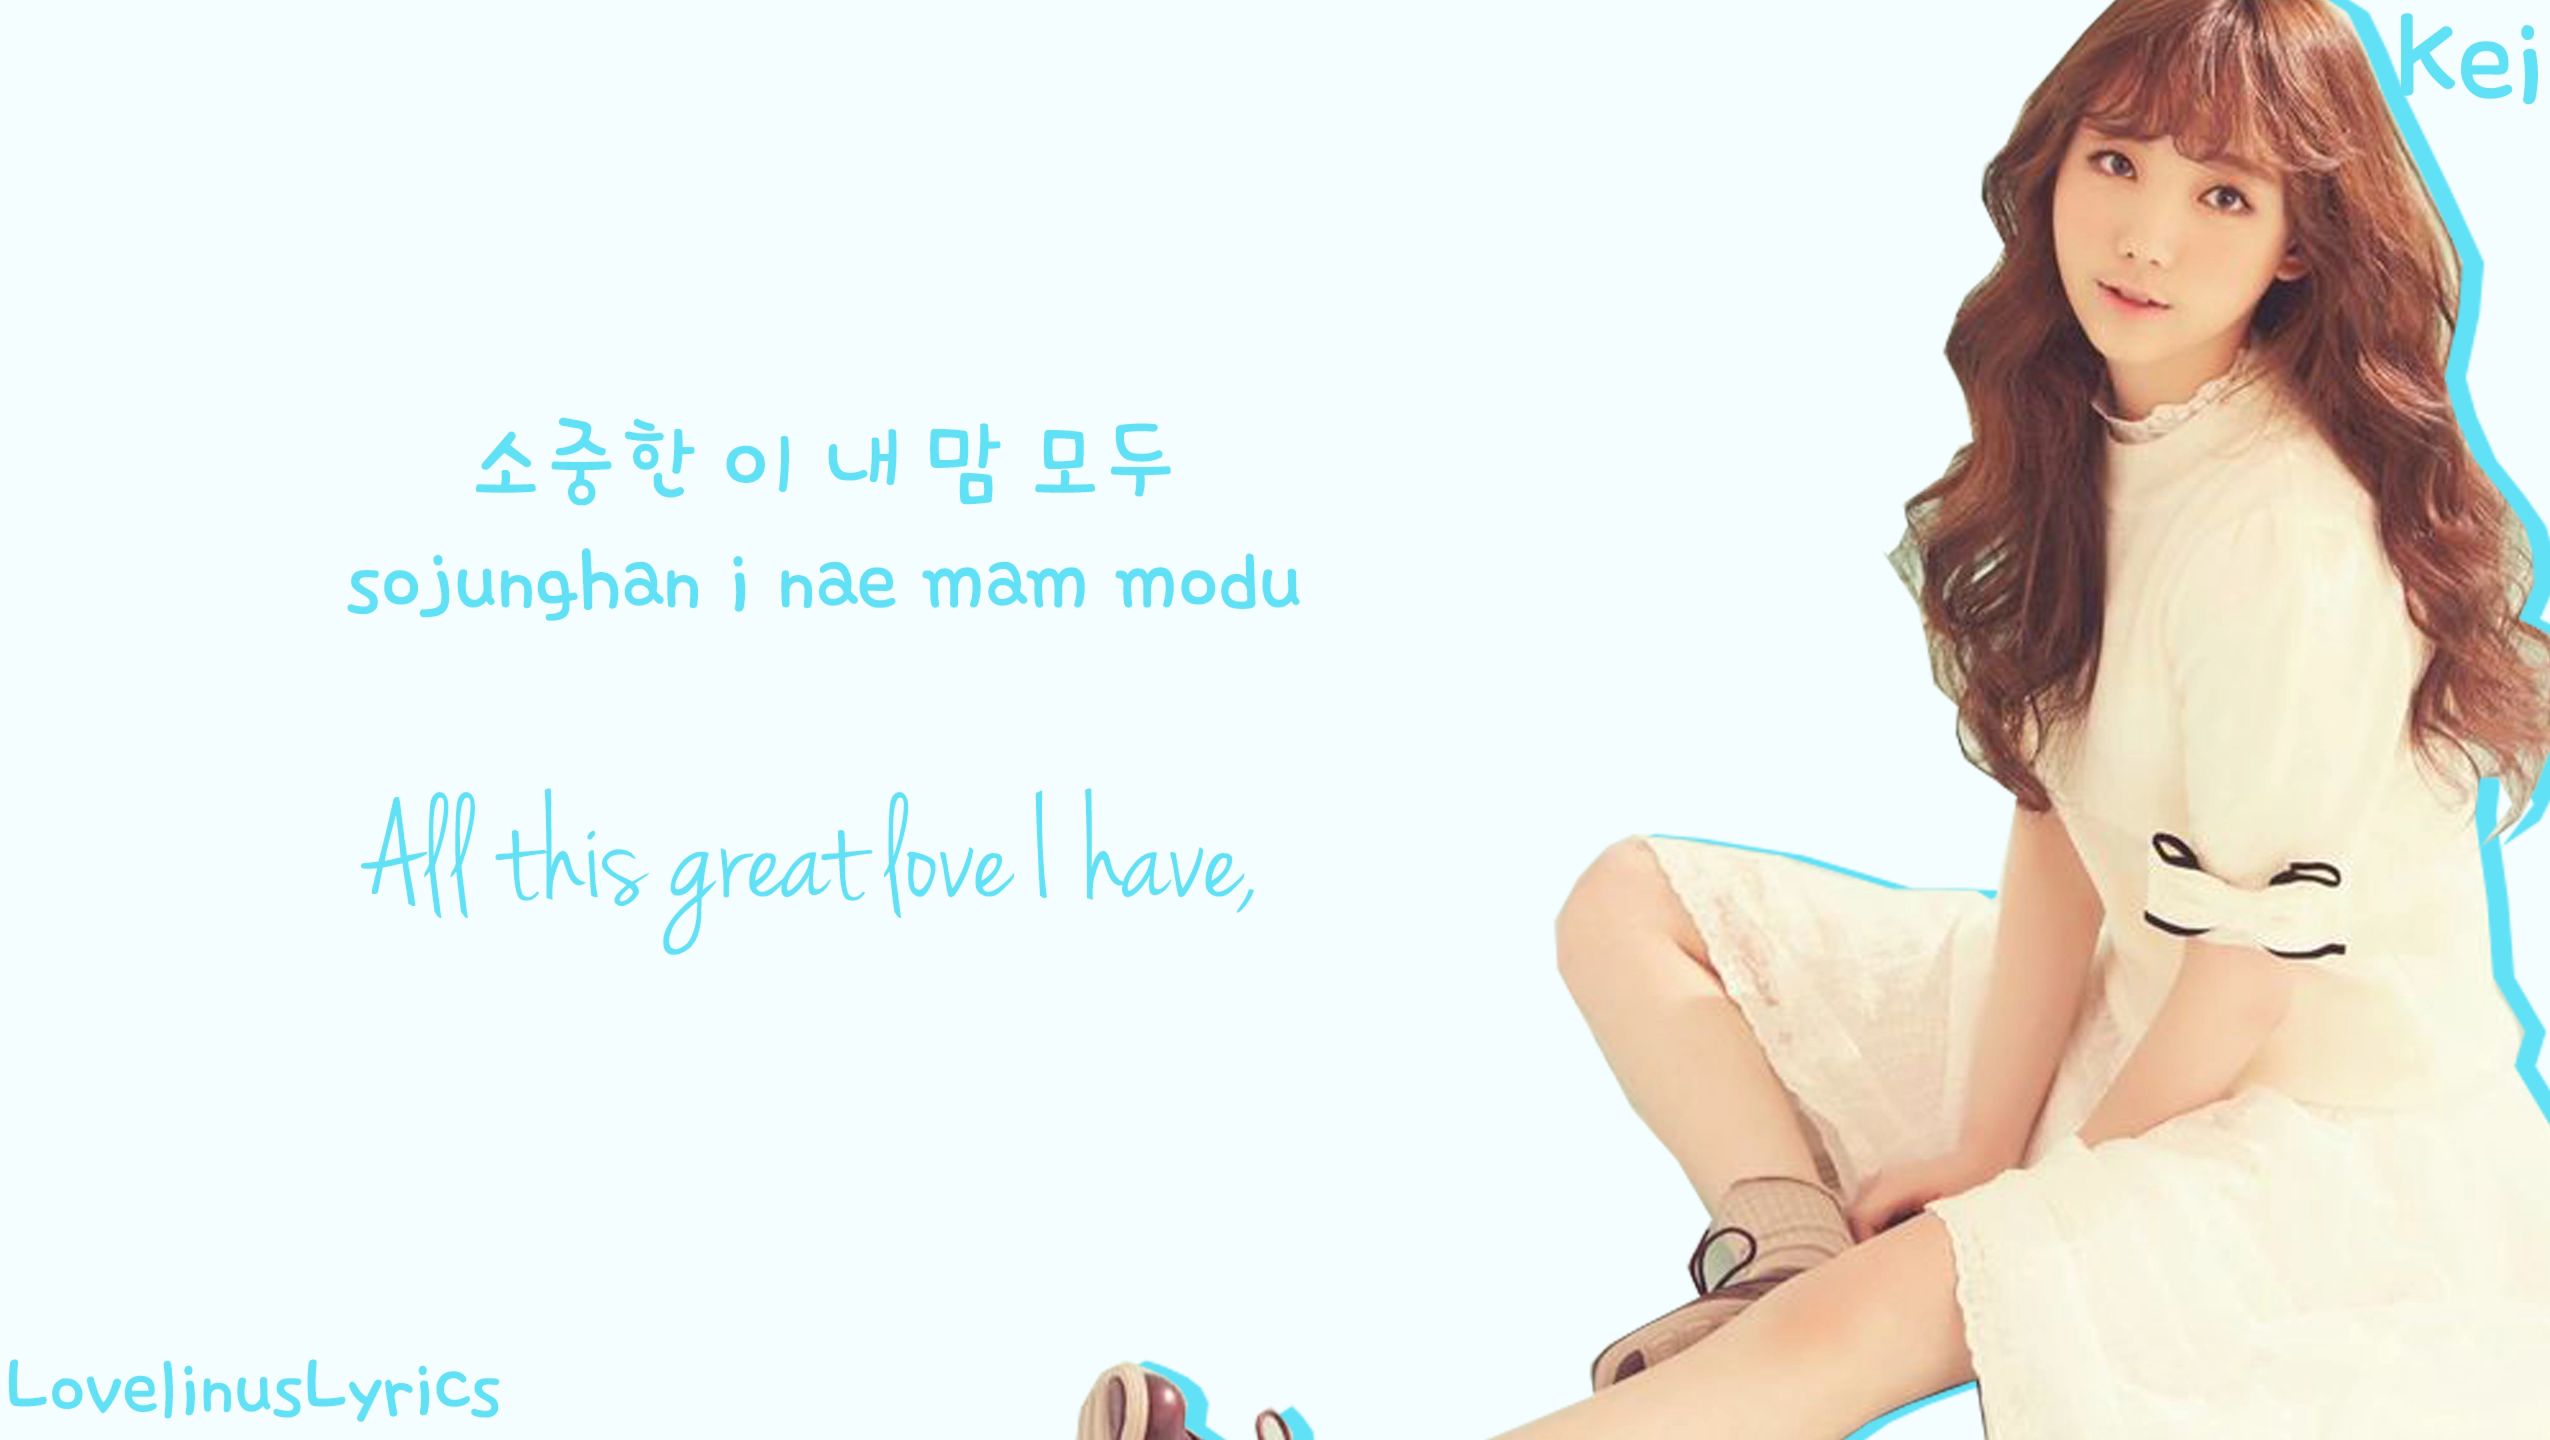 Kei
소중한 이 내 맘 모두
sojunghan i nae mam modu
All this great love I have,
LovelinusLyrics